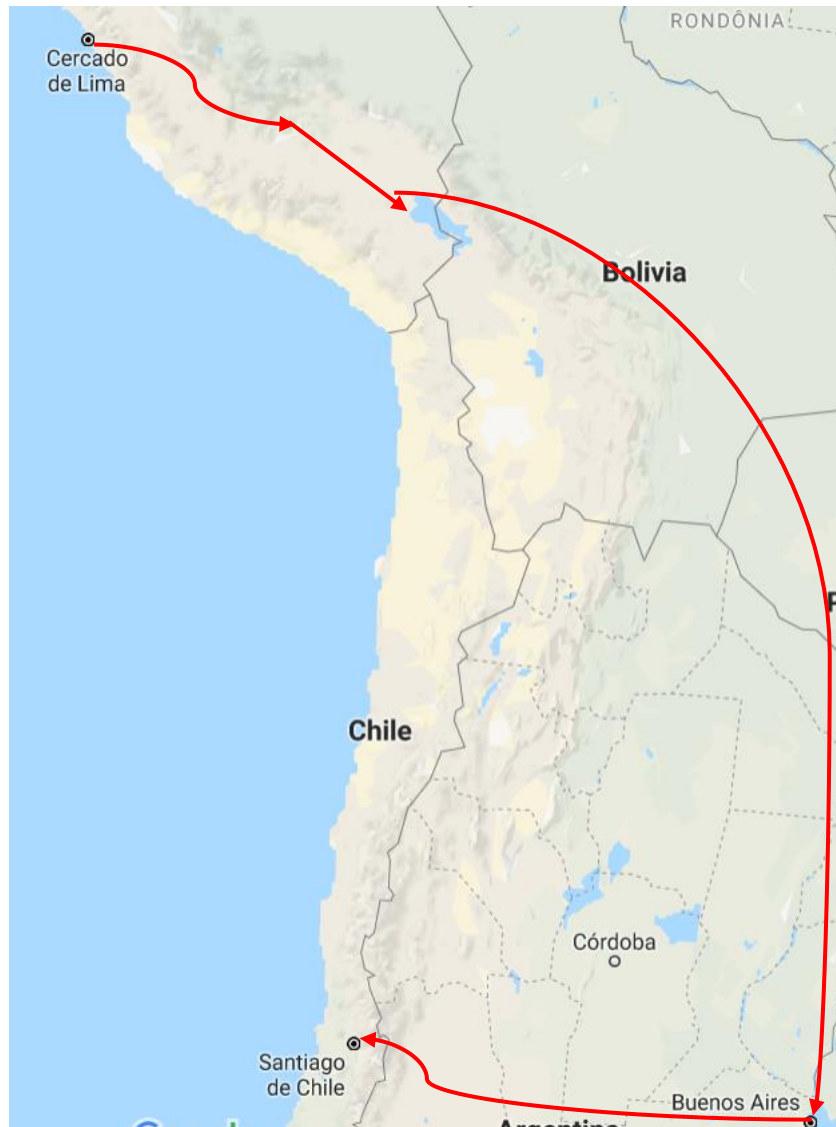 RONDÔNIA
Cercado
de Lima
Bolivia
Chile
Córdoba
Santiago
de Chile
Buenos Aires